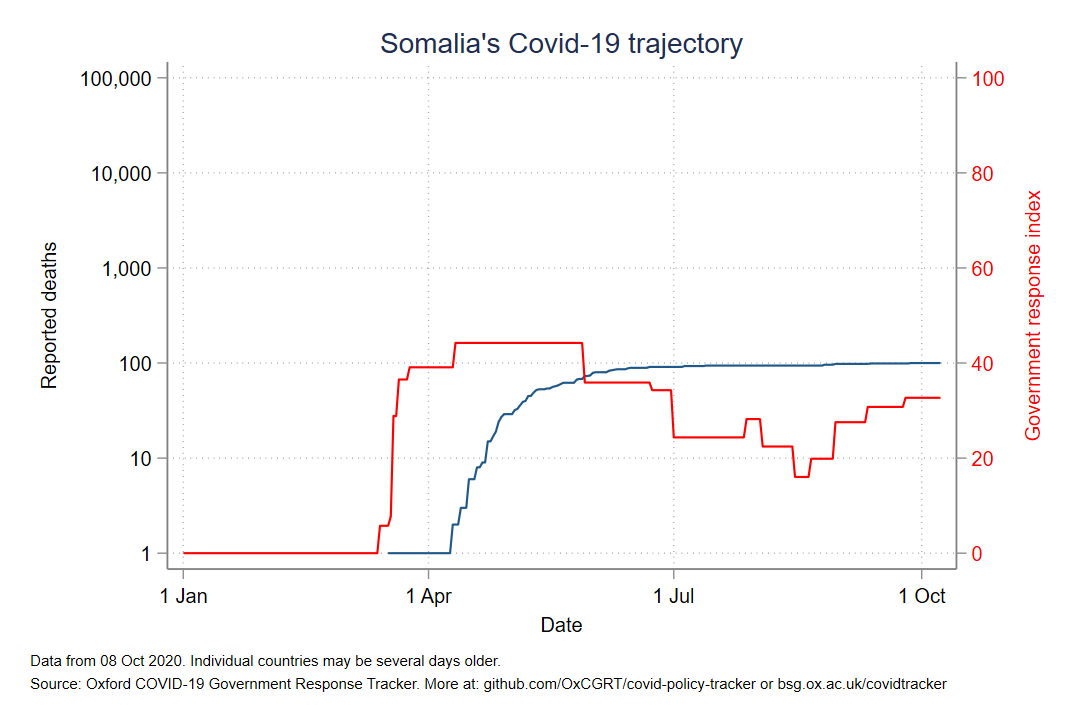 Somalia's Covid-19 trajectory
100,000
10,000
1,000
100
10
1
Reported deaths
100
80
60
40
20
0
Government response index
1 Jan
1 Apr
1 Jul
1 Oct
Date
Data from 08 Oct 2020. Individual countries may be several days older.
Source: Oxford COVID-19 Government Response Tracker. More at: github.com/OxCGRT/covid-policy-tracker or bsg.ox.ac.uk/covidtracker